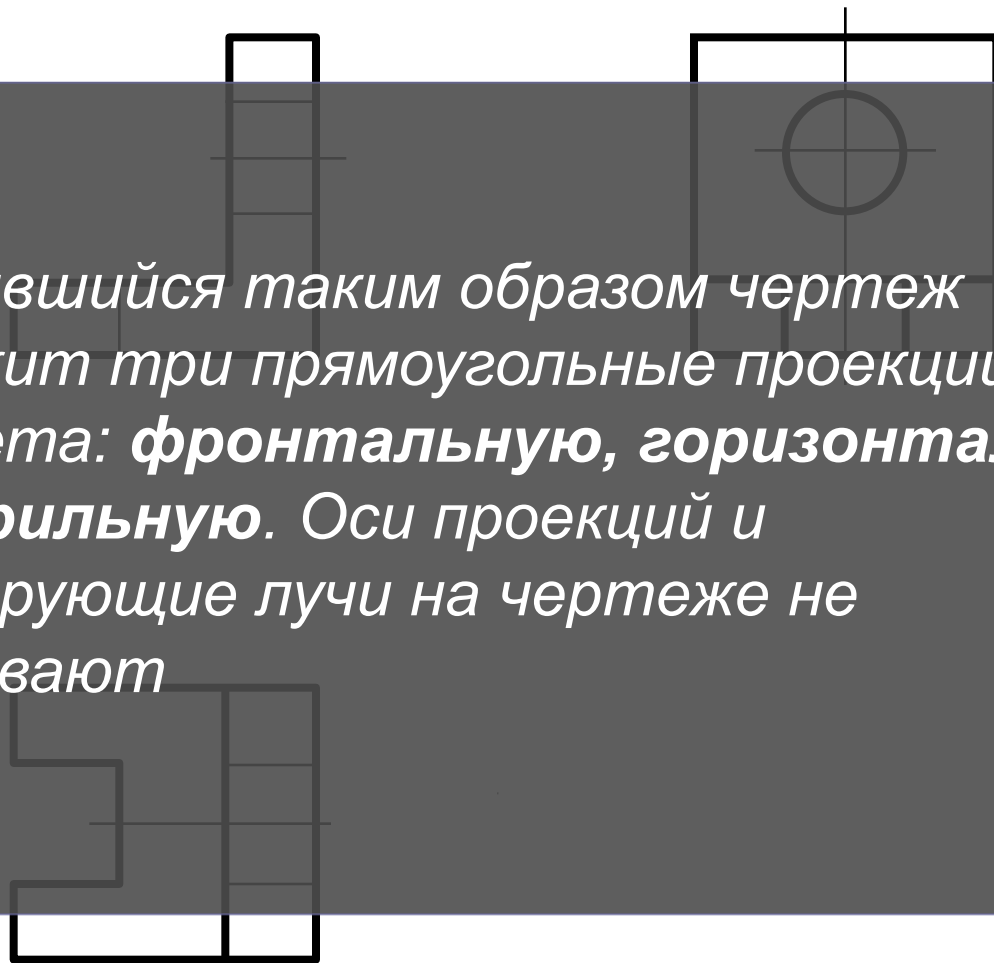 вшийся таким образом чертеж
ит три прямоугольные проекции
ета: фронтальную, горизонта
рильную. Оси проекций и
рующие лучи на чертеже не
вают